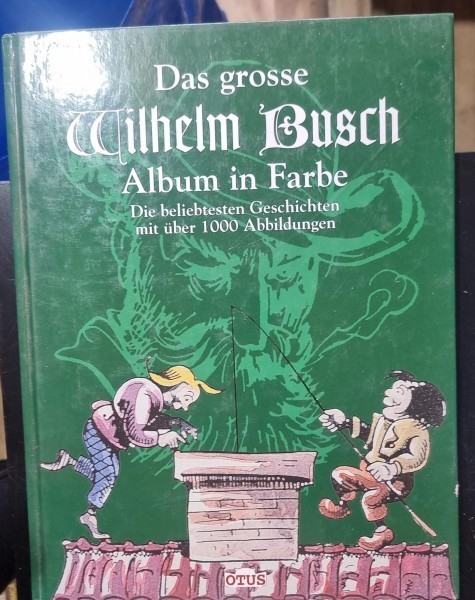 Das grosse
Wilhelm Busch
Album in Farbe
Die beliebtesten Geschichten
mit über 1000 Abbildungen
OTUS